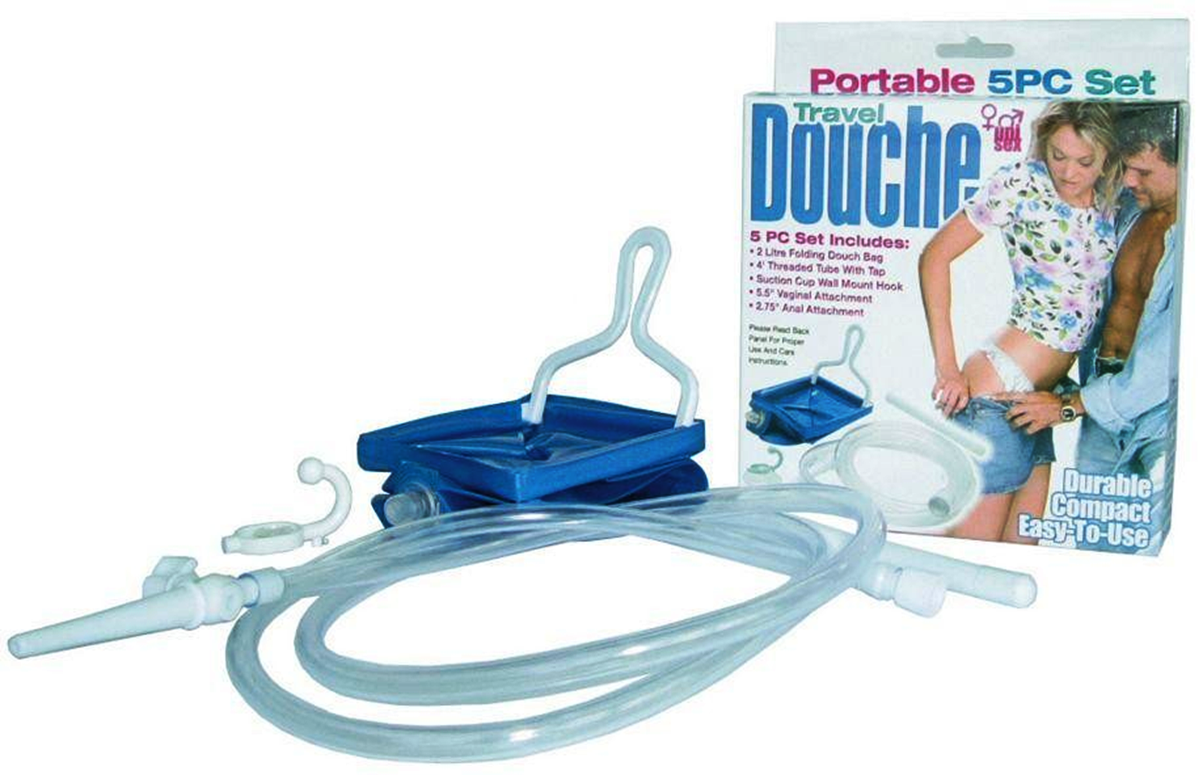 Portable 5PC Set
Travel
Douche
uni
sex
5 PC Set Includes:
• 2 Litre Folding Douch Bag
• 4' Threaded Tube With Tap
• Suction Cup Wall Mount Hook
• 5.5" Vaginal Attachment
• 2.75" Anal Attachment
Please Read Back
Panel For Proper
Use And Care
Instructions.
Durable
Compact
Easy-To-Use